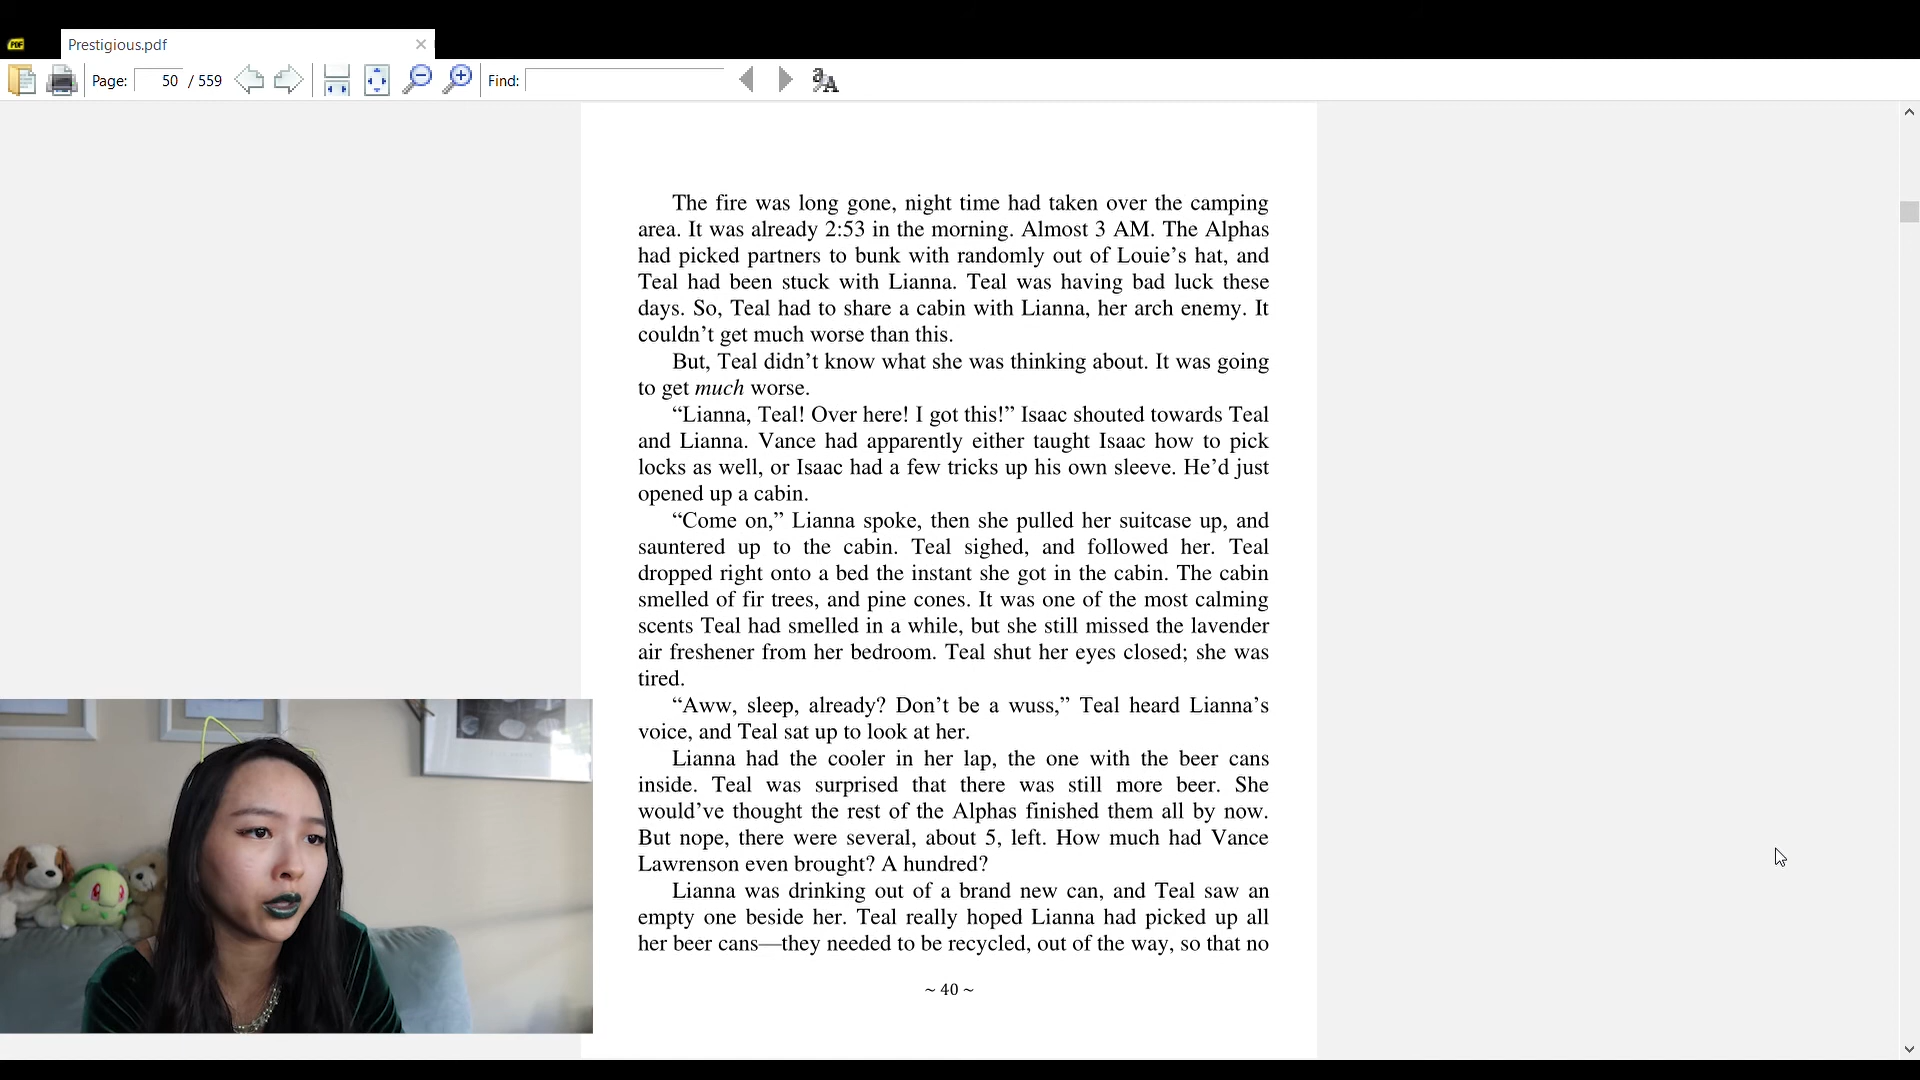 PDF
Prestigious.pdf
Page: 50 / 559
Find:
The fire was long gone, night time had taken over the camping
area. It was already 2:53 in the morning. Almost 3 AM. The Alphas
had picked partners to bunk with randomly out of Louie’s hat, and
Teal had been stuck with Lianna. Teal was having bad luck these
days. So, Teal had to share a cabin with Lianna, her arch enemy. It
couldn’t get much worse than this.
But, Teal didn’t know what she was thinking about. It was going
to get much worse.
“Lianna, Teal! Over here! I got this!” Isaac shouted towards Teal
and Lianna. Vance had apparently either taught Isaac how to pick
locks as well, or Isaac had a few tricks up his own sleeve. He’d just
opened up a cabin.
“Come on,” Lianna spoke, then she pulled her suitcase up, and
sauntered up to the cabin. Teal sighed, and followed her. Teal
dropped right onto a bed the instant she got in the cabin. The cabin
smelled of fir trees, and pine cones. It was one of the most calming
scents Teal had smelled in a while, but she still missed the lavender
air freshener from her bedroom. Teal shut her eyes closed; she was
tired.
“Aww, sleep, already? Don’t be a wuss,” Teal heard Lianna’s
voice, and Teal sat up to look at her.
Lianna had the cooler in her lap, the one with the beer cans
inside. Teal was surprised that there was still more beer. She
would’ve thought the rest of the Alphas finished them all by now.
But nope, there were several, about 5, left. How much had Vance
Lawrenson even brought? A hundred?
Lianna was drinking out of a brand new can, and Teal saw an
empty one beside her. Teal really hoped Lianna had picked up all
her beer cans—they needed to be recycled, out of the way, so that no
~ 40 ~